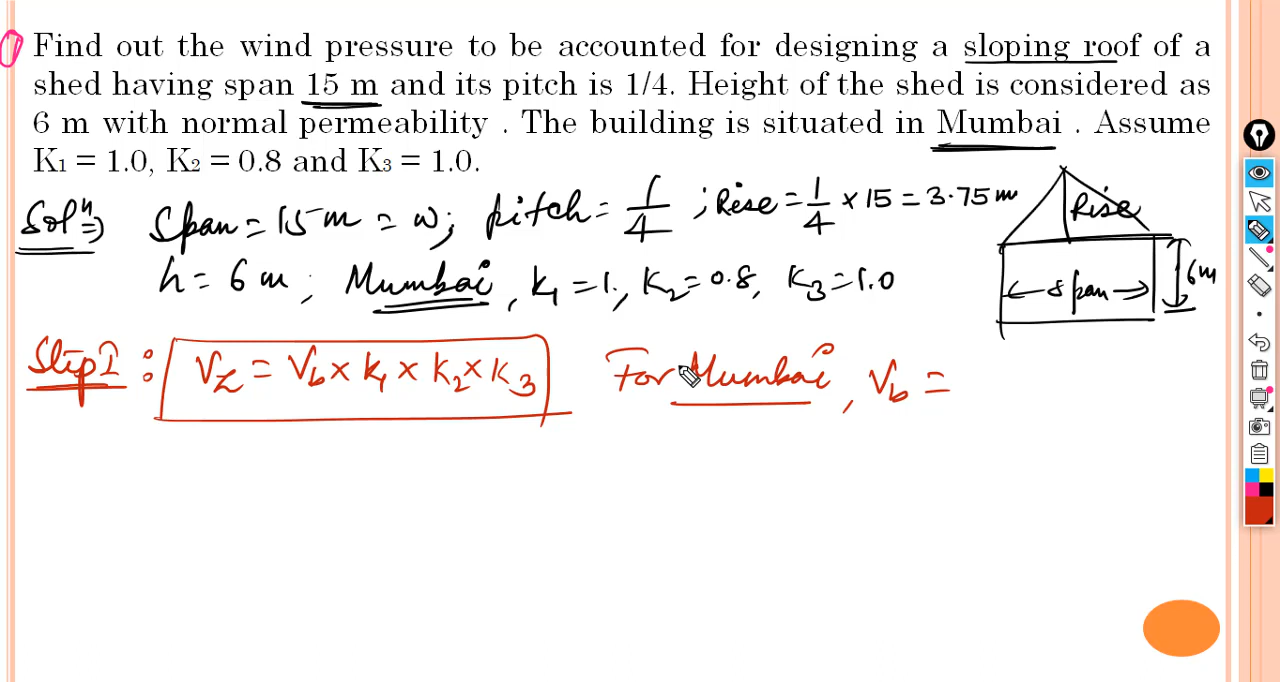 Find out the wind pressure to be accounted for designing a sloping roof of a
shed having span 15 m and its pitch is 1/4. Height of the shed is considered as
6 m with normal permeability . The building is situated in Mumbai . Assume
K1 = 1.0, K2 = 0.8 and K3 = 1.0.
Solⁿ ⇒ Span = 15 m = w; pitch = 1/4 ; Rise = 1/4 × 15 = 3.75 m
Rise
h = 6 m ; Mumbai , K1 = 1., K2 = 0.8, K3 = 1.0
span
6m
Step I : Vz = Vb × K1 × K2 × K3 For Mumbai , Vb =